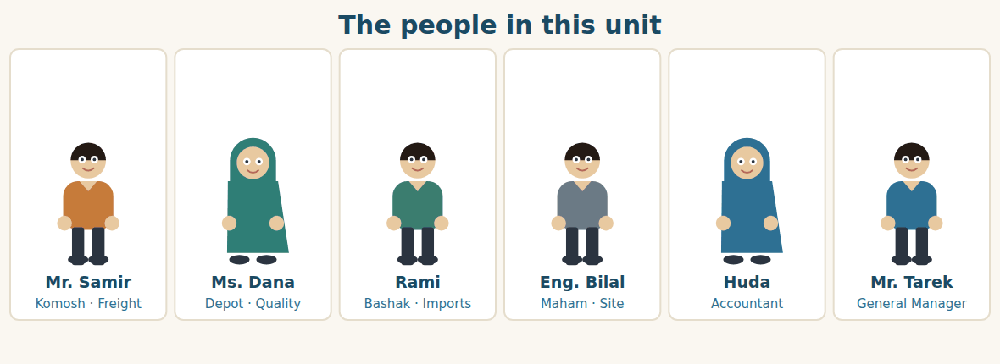 The people in this unit
Mr. Samir
Komosh · Freight
Ms. Dana
Depot · Quality
Rami
Bashak · Imports
Eng. Bilal
Maham · Site
Huda
Accountant
Mr. Tarek
General Manager